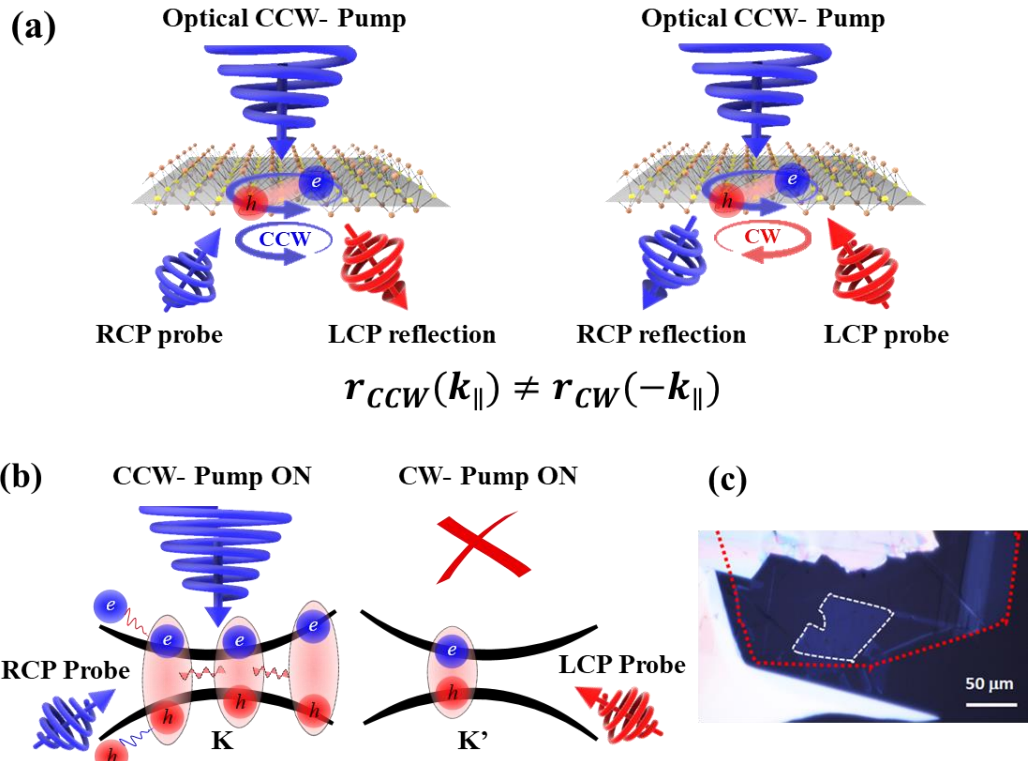 (a)
Optical CCW- Pump
Optical CCW- Pump
e
h
CCW
e
h
CW
RCP probe
LCP reflection
RCP reflection
LCP probe
r_CCW(k_∥) ≠ r_CW(−k_∥)
(b)
CCW- Pump ON
CW- Pump ON
(c)
e
e
e
e
e
RCP Probe
LCP Probe
h
h
h
h
h
K
K’
50 μm